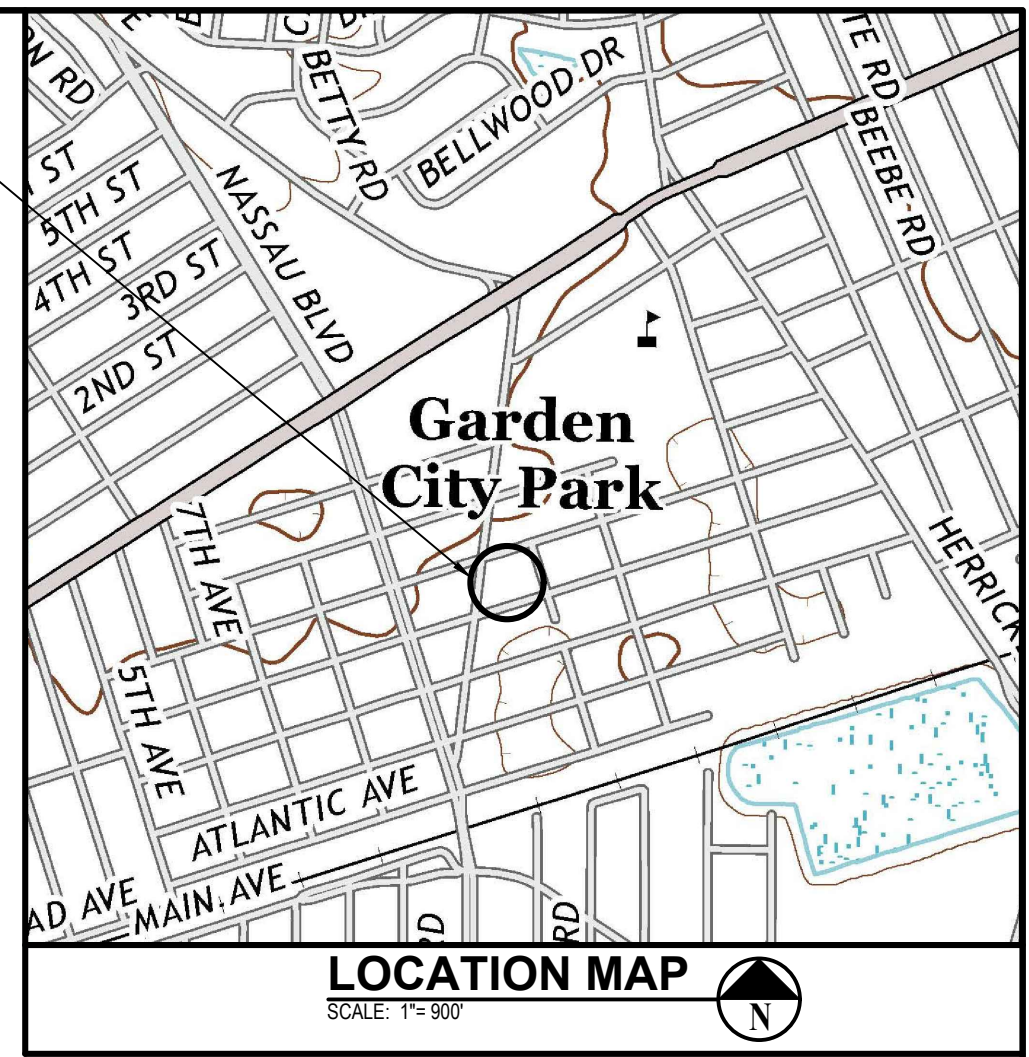 BETTY RD
BELLWOOD DR
BEEBE RD
RD
ST
5TH ST
4TH ST
3RD ST
2ND ST
NASSAU BLVD
Garden
City Park
7TH AVE
5TH AVE
HERRICK
ATLANTIC AVE
MAIN AVE
AD AVE
RD
RD
LOCATION MAP
SCALE: 1"= 900'
N